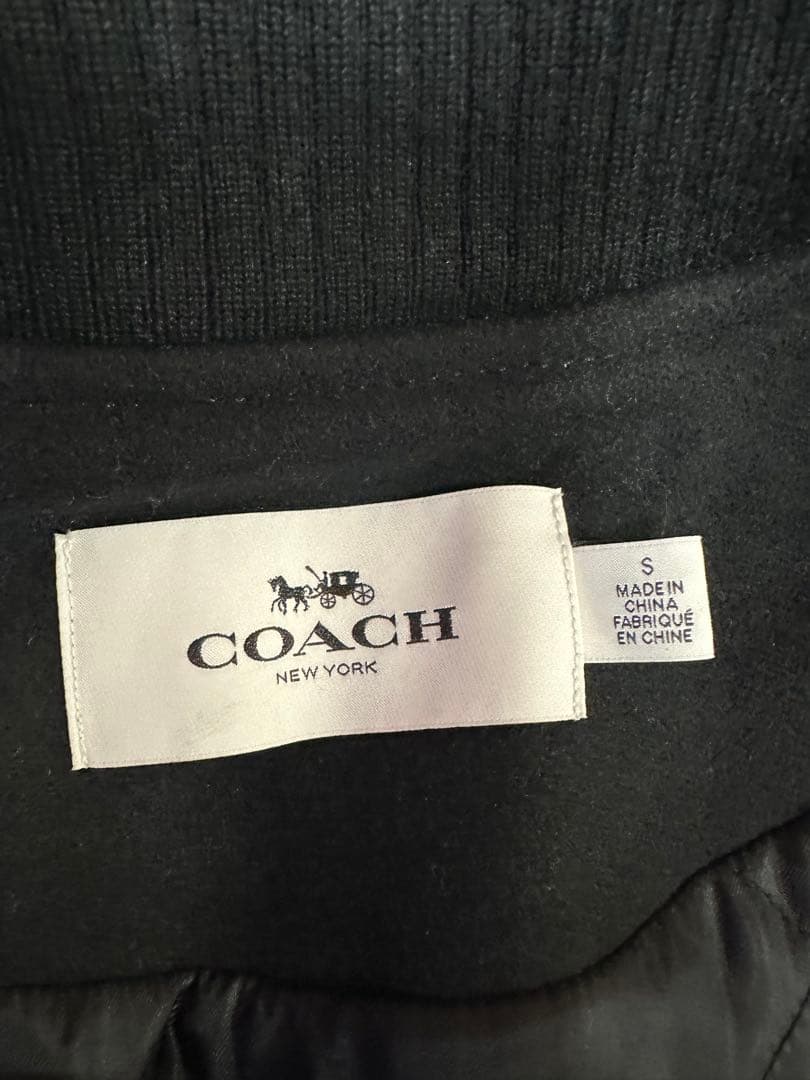 COACH
NEW YORK
S
MADE IN
CHINA
FABRIQUÉ
EN CHINE